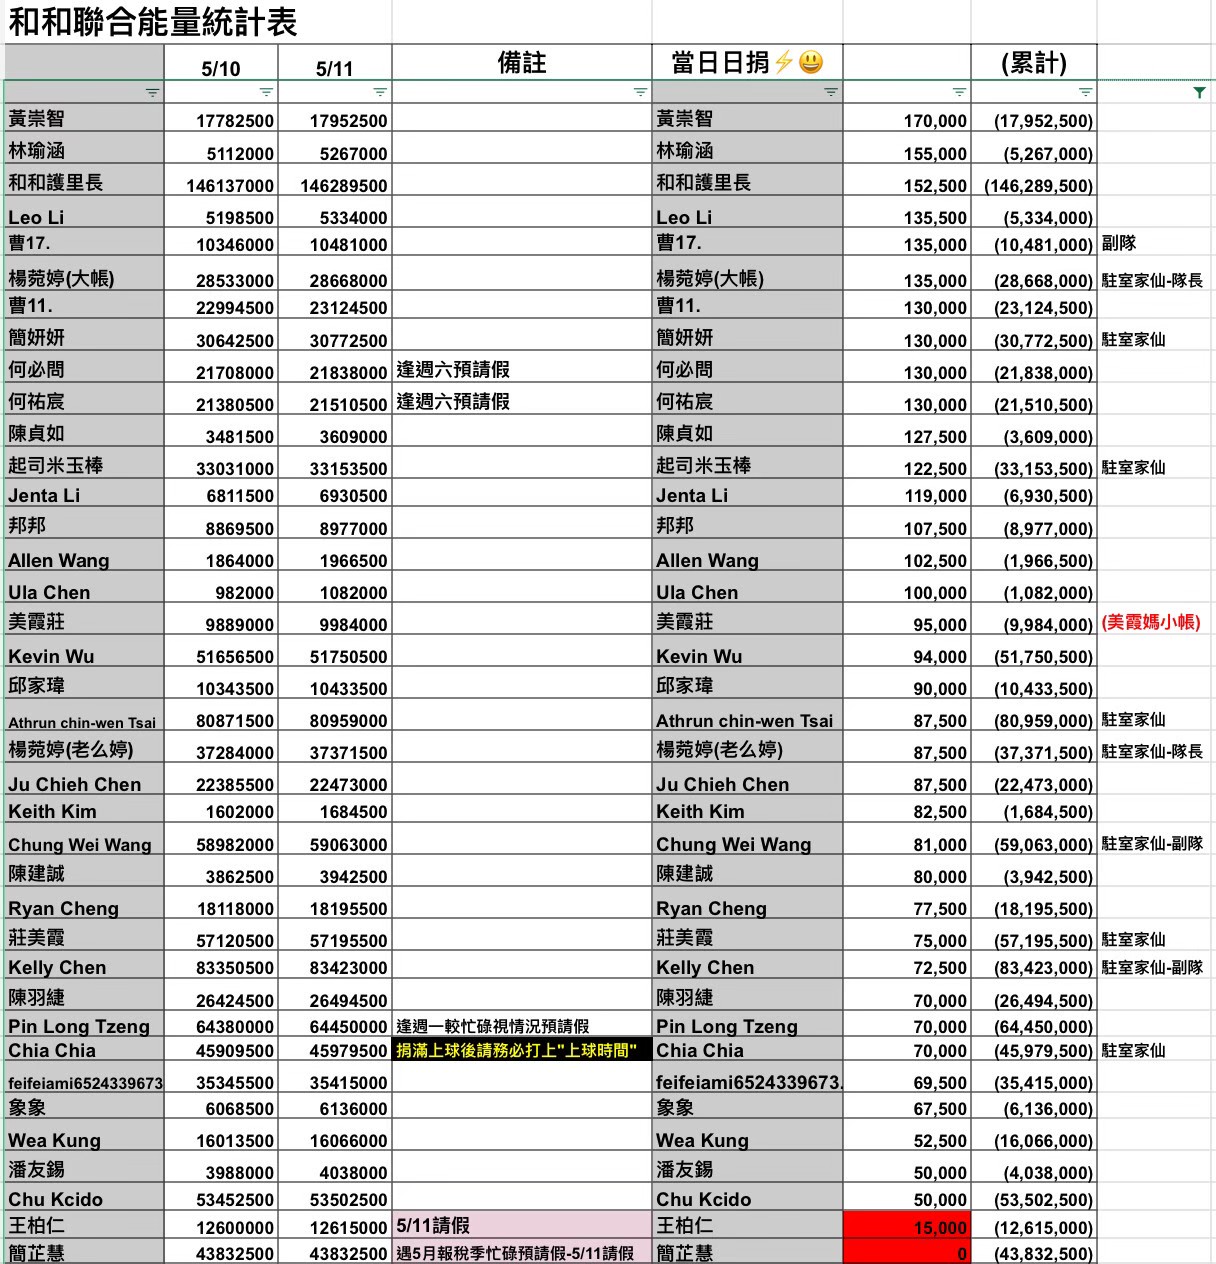 和和聯合能量統計表
5/10 5/11 備註 當日日捐⚡😃 (累計)
黃崇智 17782500 17952500 黃崇智 170,000 (17,952,500)
林瑜涵 5112000 5267000 林瑜涵 155,000 (5,267,000)
和和護里長 146137000 146289500 和和護里長 152,500 (146,289,500)
Leo Li 5198500 5334000 Leo Li 135,500 (5,334,000)
曹17. 10346000 10481000 曹17. 135,000 (10,481,000) 副隊
楊菀婷(大帳) 28533000 28668000 楊菀婷(大帳) 135,000 (28,668,000) 駐室家仙-隊長
曹11. 22994500 23124500 曹11. 130,000 (23,124,500)
簡妍妍 30642500 30772500 簡妍妍 130,000 (30,772,500) 駐室家仙
何必問 21708000 21838000 逢週六預請假 何必問 130,000 (21,838,000)
何祐宸 21380500 21510500 逢週六預請假 何祐宸 130,000 (21,510,500)
陳貞如 3481500 3609000 陳貞如 127,500 (3,609,000)
起司米玉棒 33031000 33153500 起司米玉棒 122,500 (33,153,500) 駐室家仙
Jenta Li 6811500 6930500 Jenta Li 119,000 (6,930,500)
邦邦 8869500 8977000 邦邦 107,500 (8,977,000)
Allen Wang 1864000 1966500 Allen Wang 102,500 (1,966,500)
Ula Chen 982000 1082000 Ula Chen 100,000 (1,082,000)
美霞莊 9889000 9984000 美霞莊 95,000 (9,984,000) (美霞媽小帳)
Kevin Wu 51656500 51750500 Kevin Wu 94,000 (51,750,500)
邱家瑋 10343500 10433500 邱家瑋 90,000 (10,433,500)
Athrun chin-wen Tsai 80871500 80959000 Athrun chin-wen Tsai 87,500 (80,959,000) 駐室家仙
楊菀婷(老么婷) 37284000 37371500 楊菀婷(老么婷) 87,500 (37,371,500) 駐室家仙-隊長
Ju Chieh Chen 22385500 22473000 Ju Chieh Chen 87,500 (22,473,000)
Keith Kim 1602000 1684500 Keith Kim 82,500 (1,684,500)
Chung Wei Wang 58982000 59063000 Chung Wei Wang 81,000 (59,063,000) 駐室家仙-副隊
陳建誠 3862500 3942500 陳建誠 80,000 (3,942,500)
Ryan Cheng 18118000 18195500 Ryan Cheng 77,500 (18,195,500)
莊美霞 57120500 57195500 莊美霞 75,000 (57,195,500) 駐室家仙
Kelly Chen 83350500 83423000 Kelly Chen 72,500 (83,423,000) 駐室家仙-副隊
陳羽緁 26424500 26494500 陳羽緁 70,000 (26,494,500)
Pin Long Tzeng 64380000 64450000 逢週一較忙碌視情況預請假 Pin Long Tzeng 70,000 (64,450,000)
Chia Chia 45909500 45979500 捐滿上球後請務必打上"上球時間" Chia Chia 70,000 (45,979,500) 駐室家仙
feifeiami6524339673 35345500 35415000 feifeiami6524339673. 69,500 (35,415,000)
象象 6068500 6136000 象象 67,500 (6,136,000)
Wea Kung 16013500 16066000 Wea Kung 52,500 (16,066,000)
潘友錫 3988000 4038000 潘友錫 50,000 (4,038,000)
Chu Kcido 53452500 53502500 Chu Kcido 50,000 (53,502,500)
王柏仁 12600000 12615000 5/11請假 王柏仁 15,000 (12,615,000)
簡芷慧 43832500 43832500 遇5月報稅季忙碌預請假-5/11請假 簡芷慧 0 (43,832,500)